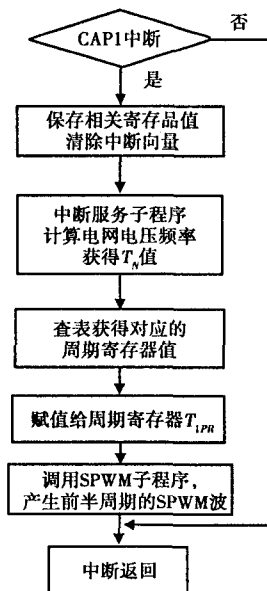 CAP1中断
否
是
保存相关寄存品值
清除中断向量
中断服务子程序
计算电网电压频率
获得T_N值
查表获得对应的
周期寄存器值
赋值给周期寄存器T_1PR
调用SPWM子程序,
产生前半周期的SPWM波
中断返回